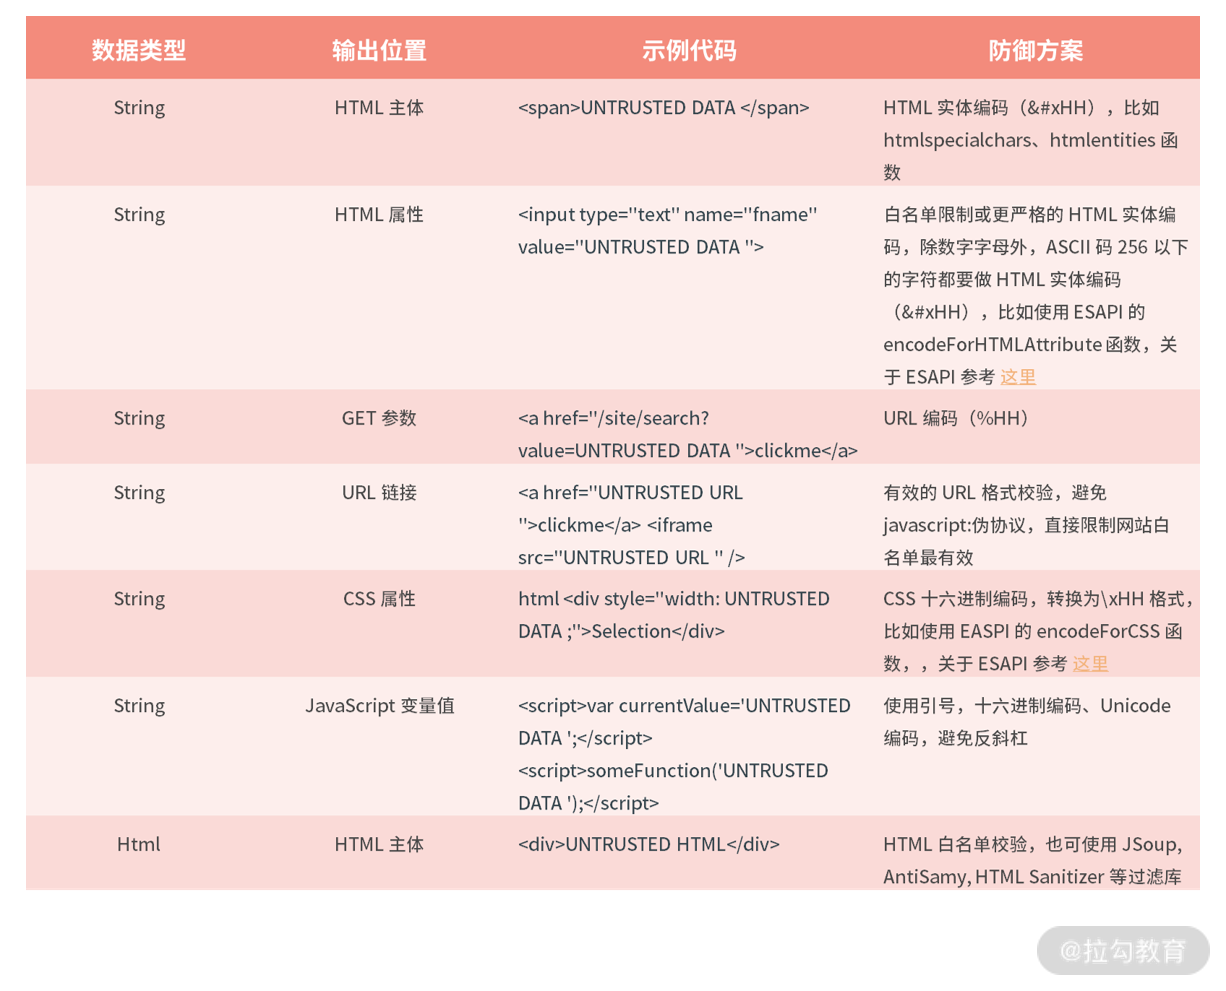 数据类型 输出位置 示例代码 防御方案
String HTML 主体 <span>UNTRUSTED DATA </span> HTML 实体编码（&#xHH），比如
htmlspecialchars、htmlentities 函
数
String HTML 属性 <input type="text" name="fname" 白名单限制或更严格的 HTML 实体编
value="UNTRUSTED DATA "> 码，除数字字母外，ASCII 码 256 以下
的字符都要做 HTML 实体编码
（&#xHH），比如使用 ESAPI 的
encodeForHTMLAttribute 函数，关
于 ESAPI 参考 这里
String GET 参数 <a href="/site/search? URL 编码（%HH）
value=UNTRUSTED DATA ">clickme</a>
String URL 链接 <a href="UNTRUSTED URL 有效的 URL 格式校验，避免
">clickme</a> <iframe javascript:伪协议，直接限制网站白
src="UNTRUSTED URL " /> 名单最有效
String CSS 属性 html <div style="width: UNTRUSTED CSS 十六进制编码，转换为\xHH 格式，
DATA ;">Selection</div> 比如使用 EASPI 的 encodeForCSS 函
数，，关于 ESAPI 参考 这里
String JavaScript 变量值 <script>var currentValue='UNTRUSTED 使用引号，十六进制编码、Unicode
DATA ';</script> 编码，避免反斜杠
<script>someFunction('UNTRUSTED
DATA ');</script>
Html HTML 主体 <div>UNTRUSTED HTML</div> HTML 白名单校验，也可使用 JSoup,
AntiSamy, HTML Sanitizer 等过滤库
@拉勾教育